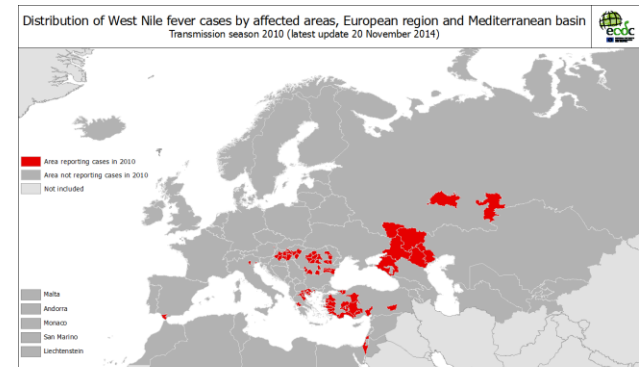 Distribution of West Nile fever cases by affected areas, European region and Mediterranean basin
Transmission season 2010 (latest update 20 November 2014)
ecdc
Area reporting cases in 2010
Area not reporting cases in 2010
Not included
Malta
Andorra
Monaco
San Marino
Liechtenstein